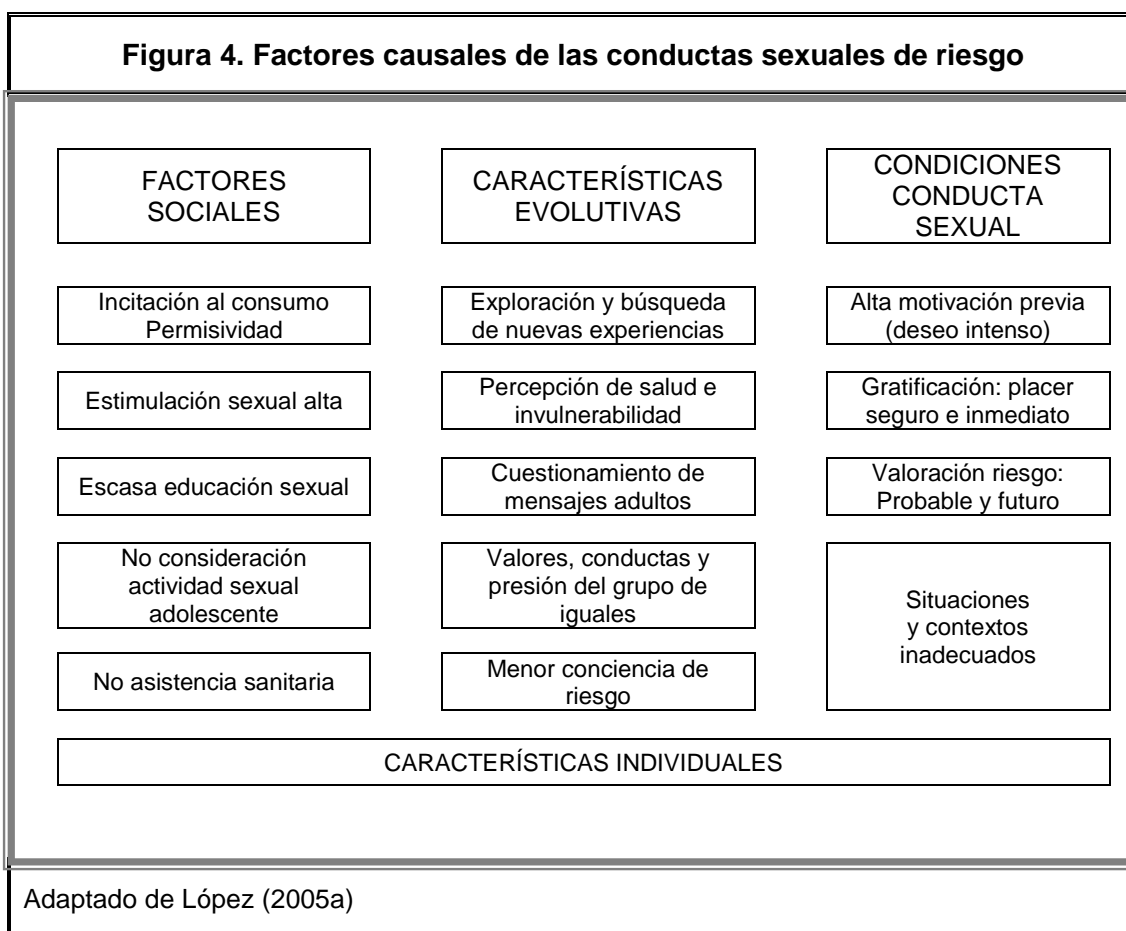 Figura 4. Factores causales de las conductas sexuales de riesgo
FACTORES
SOCIALES
Incitación al consumo
Permisividad
Estimulación sexual alta
Escasa educación sexual
No consideración
actividad sexual
adolescente
No asistencia sanitaria
CARACTERÍSTICAS
EVOLUTIVAS
Exploración y búsqueda
de nuevas experiencias
Percepción de salud e
invulnerabilidad
Cuestionamiento de
mensajes adultos
Valores, conductas y
presión del grupo de
iguales
Menor conciencia de
riesgo
CONDICIONES
CONDUCTA
SEXUAL
Alta motivación previa
(deseo intenso)
Gratificación: placer
seguro e inmediato
Valoración riesgo:
Probable y futuro
Situaciones
y contextos
inadecuados
CARACTERÍSTICAS INDIVIDUALES
Adaptado de López (2005a)